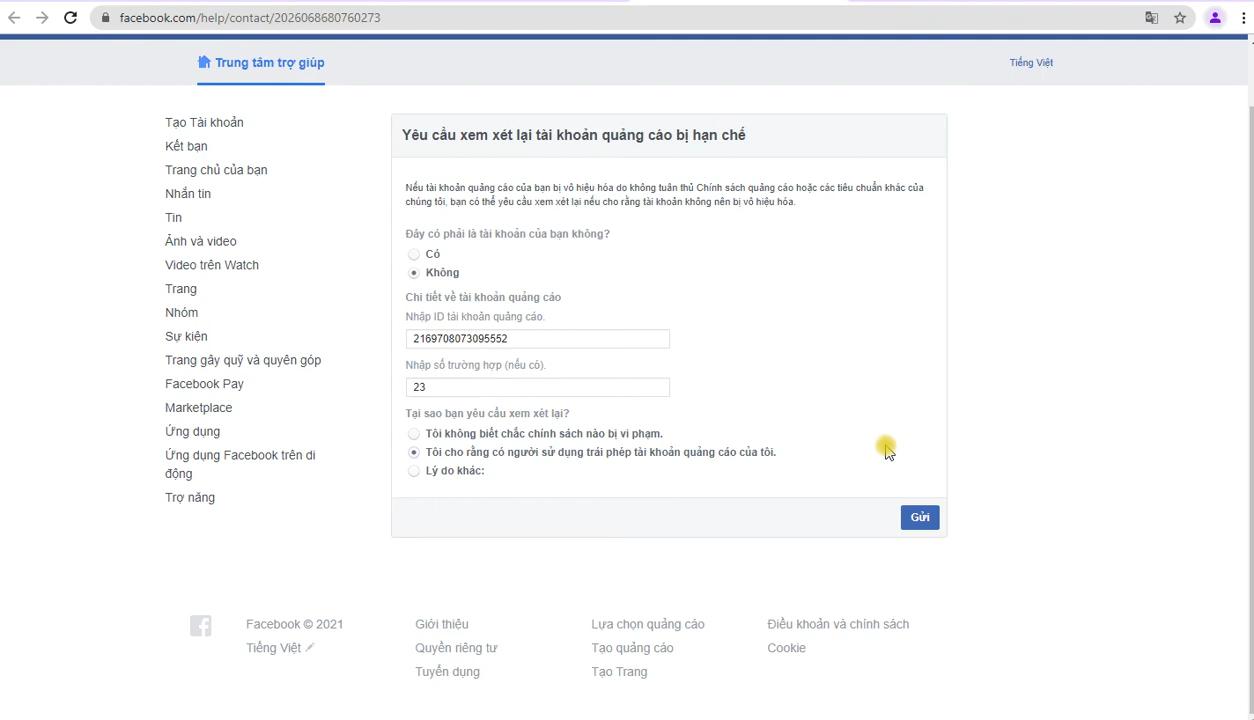 facebook.com/help/contact/2026068680760273
Trung tâm trợ giúp
Tiếng Việt
Tạo Tài khoản
Kết bạn
Trang chủ của bạn
Nhắn tin
Tin
Ảnh và video
Video trên Watch
Trang
Nhóm
Sự kiện
Trang gây quỹ và quyên góp
Facebook Pay
Marketplace
Ứng dụng
Ứng dụng Facebook trên di
động
Trợ năng
Yêu cầu xem xét lại tài khoản quảng cáo bị hạn chế
Nếu tài khoản quảng cáo của bạn bị vô hiệu hóa do không tuân thủ Chính sách quảng cáo hoặc các tiêu chuẩn khác của
chúng tôi, bạn có thể yêu cầu xem xét lại nếu cho rằng tài khoản không nên bị vô hiệu hóa.
Đây có phải là tài khoản của bạn không?
Có
Không
Chi tiết về tài khoản quảng cáo
Nhập ID tài khoản quảng cáo.
2169708073095552
Nhập số trường hợp (nếu có).
23
Tại sao bạn yêu cầu xem xét lại?
Tôi không biết chắc chính sách nào bị vi phạm.
Tôi cho rằng có người sử dụng trái phép tài khoản quảng cáo của tôi.
Lý do khác:
Gửi
Facebook © 2021
Tiếng Việt
Giới thiệu
Quyền riêng tư
Tuyển dụng
Lựa chọn quảng cáo
Tạo quảng cáo
Tạo Trang
Điều khoản và chính sách
Cookie